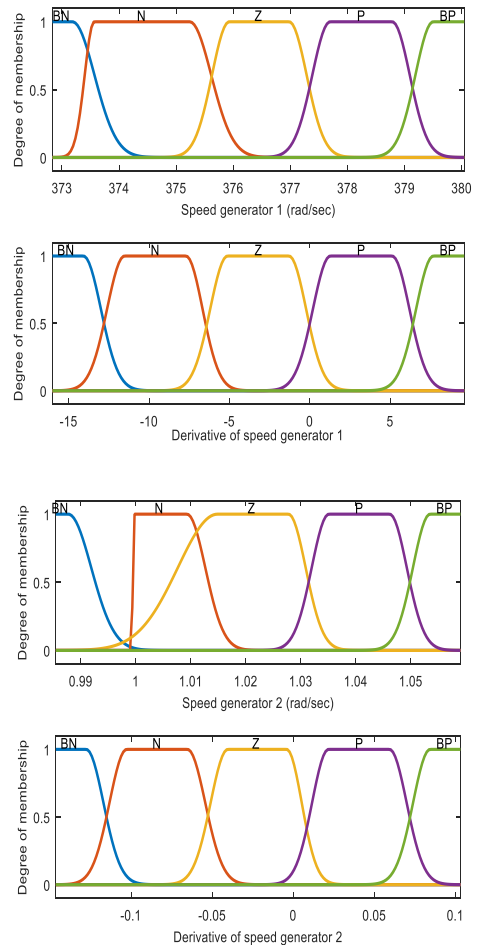 BN N Z P BP
1
0.5
0
Degree of membership
373 374 375 376 377 378 379 380
Speed generator 1 (rad/sec)
BN N Z P BP
1
0.5
0
Degree of membership
-15 -10 -5 0 5
Derivative of speed generator 1
BN N Z P BP
1
0.5
0
Degree of membership
0.99 1 1.01 1.02 1.03 1.04 1.05
Speed generator 2 (rad/sec)
BN N Z P BP
1
0.5
0
Degree of membership
-0.1 -0.05 0 0.05 0.1
Derivative of speed generator 2